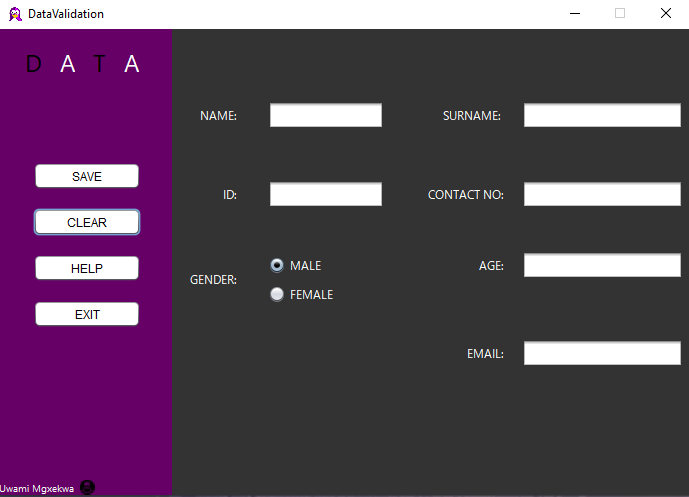 DataValidation
D A T A
NAME:
SURNAME:
SAVE
ID:
CONTACT NO:
CLEAR
HELP
GENDER:
MALE
FEMALE
AGE:
EXIT
EMAIL:
Uwami Mgxekwa